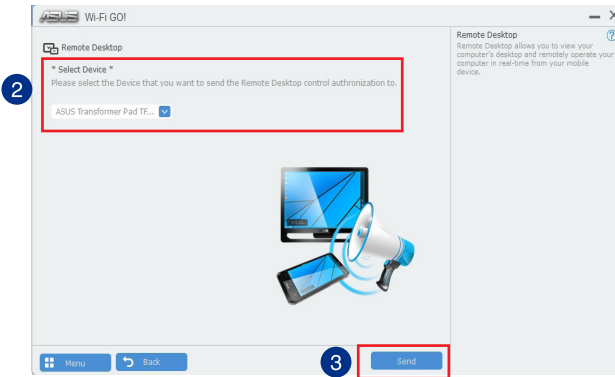 ASUS Wi-Fi GO!
Remote Desktop
* Select Device *
Please select the Device that you want to send the Remote Desktop control authronization to.
ASUS Transformer Pad TF...
2
3
Menu
Back
Send
Remote Desktop
?
Remote Desktop allows you to view your
computer's desktop and remotely operate your
computer in real-time from your mobile
device.